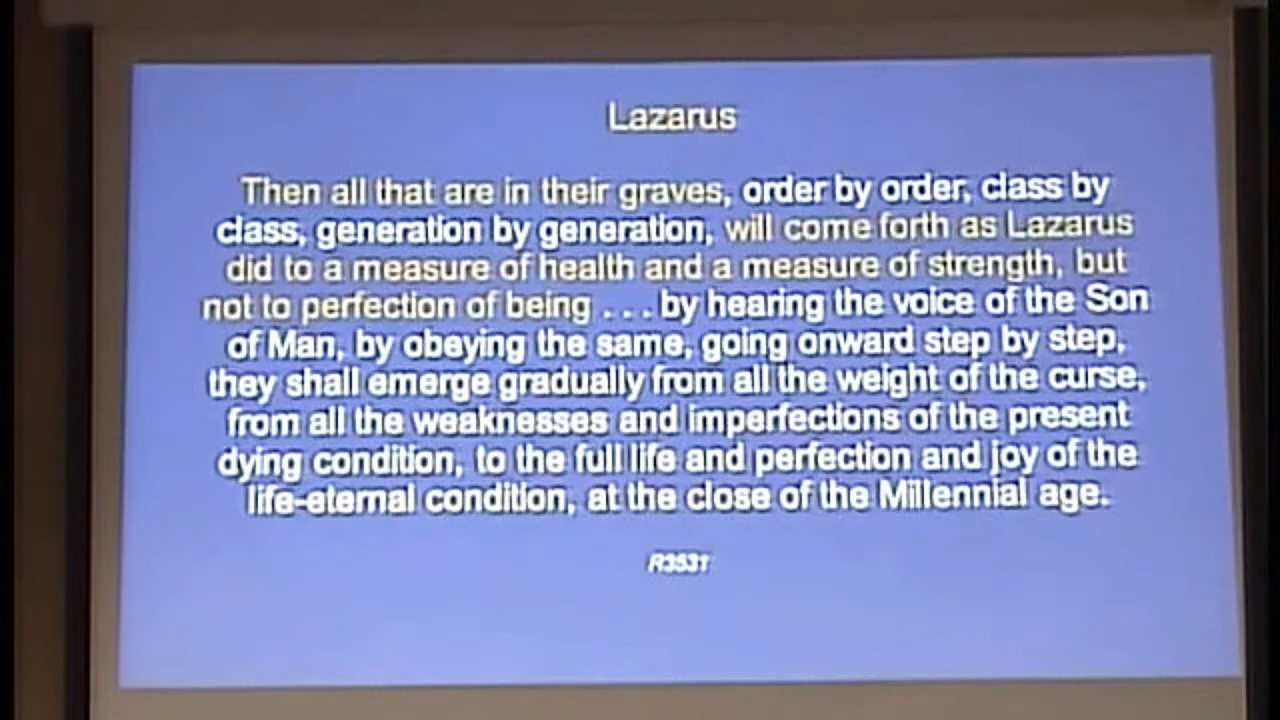 Lazarus
Then all that are in their graves, order by order, class by
class, generation by generation, will come forth as Lazarus
did to a measure of health and a measure of strength, but
not to perfection of being . . . by hearing the voice of the Son
of Man, by obeying the same, going onward step by step,
they shall emerge gradually from all the weight of the curse,
from all the weaknesses and imperfections of the present
dying condition, to the full life and perfection and joy of the
life-eternal condition, at the close of the Millennial age.
R3531